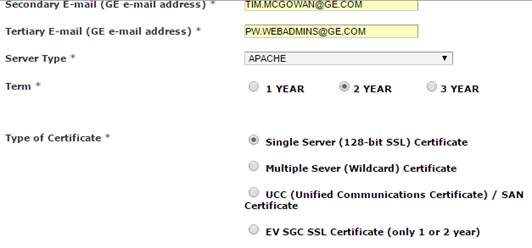 Secondary E-mail (GE e-mail address) * TIM.MCGOWAN@GE.COM
Tertiary E-mail (GE e-mail address) * PW.WEBADMINS@GE.COM
Server Type * APACHE
Term * 1 YEAR 2 YEAR 3 YEAR
Type of Certificate * Single Server (128-bit SSL) Certificate
Multiple Sever (Wildcard) Certificate
UCC (Unified Communications Certificate) / SAN
Certificate
EV SGC SSL Certificate (only 1 or 2 year)